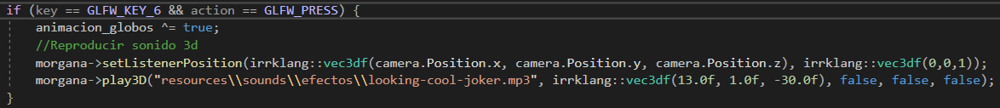 if (key == GLFW_KEY_6 && action == GLFW_PRESS) {
animacion_globos ^= true;
//Reproducir sonido 3d
morgana->setListenerPosition(irrklang::vec3df(camera.Position.x, camera.Position.y, camera.Position.z), irrklang::vec3df(0,0,1));
morgana->play3D("resources\\sounds\\efectos\\looking-cool-joker.mp3", irrklang::vec3df(13.0f, 1.0f, -30.0f), false, false, false);
}